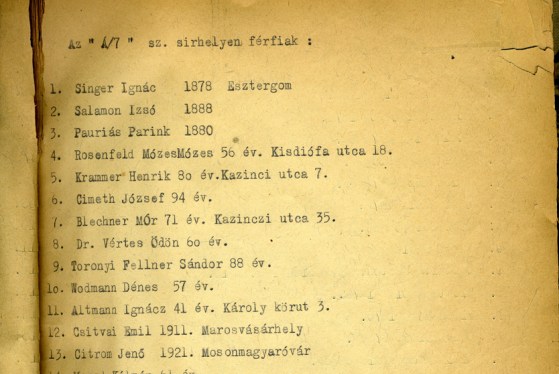 Az " A/7 " sz. sirhelyen férfiak :
1. Singer Ignác 1878 Esztergom
2. Salamon Izsó 1888
3. Pauriás Parink 1880
4. Rosenfeld MózesMózes 56 év. Kisdiófa utca 18.
5. Krammer Henrik 80 év.Kazinci utca 7.
6. Cimeth József 94 év.
7. Blechner MÓr 71 év. Kazinczi utca 35.
8. Dr. Vértes Ödön 60 év.
9. Toronyi Fellner Sándor 88 év.
10. Wodmann Dénes 57 év.
11. Altmann Ignácz 41 év. Károly körut 3.
12. Csitvai Emil 1911. Marosvásárhely
13. Citrom Jenő 1921. Mosonmagyaróvár